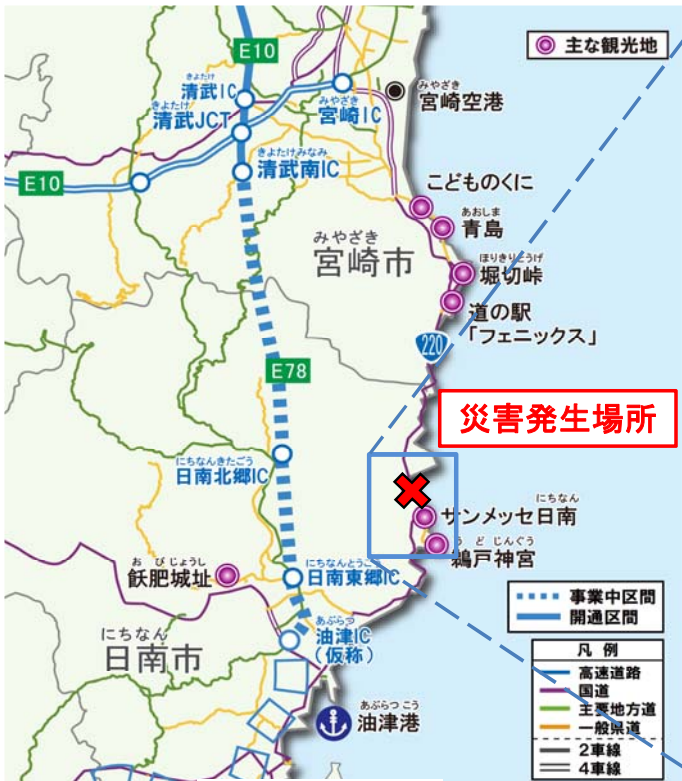 主な観光地
E10
きよたけ
清武IC
きよたけ
清武JCT
みやざき
宮崎IC
みやざき
宮崎空港
きよたけみなみ
清武南IC
E10
こどものくに
あおしま
青島
みやざき
宮崎市
ほりきりとうげ
堀切峠
道の駅
「フェニックス」
220
E78
災害発生場所
にちなんきたごう
日南北郷IC
にちなん
サンメッセ日南
うどじんぐう
鵜戸神宮
おびじょうし
飫肥城址
にちなんとうごう
日南東郷IC
事業中区間
開通区間
あぶらつ
油津IC
(仮称)
にちなん
日南市
凡例
高速道路
国道
主要地方道
一般県道
2車線
4車線
あぶらつこう
油津港